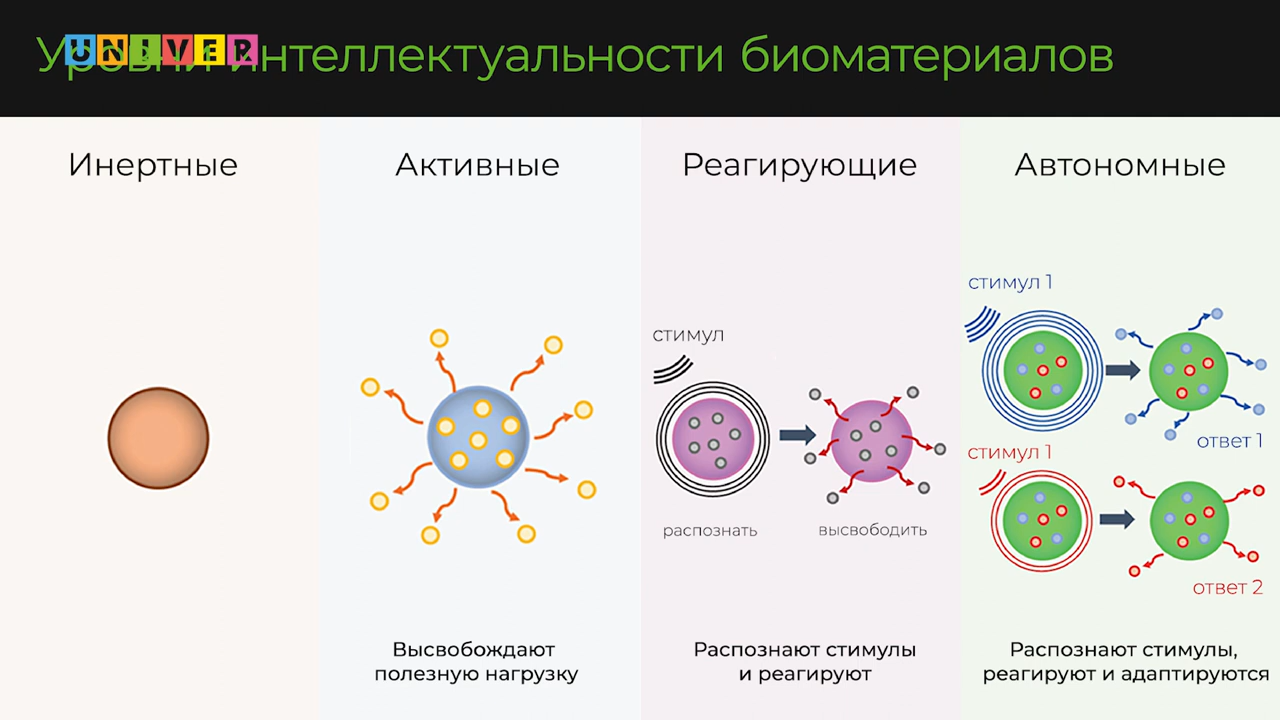 Уровни интеллектуальности биоматериалов
UNIVER
Инертные
Активные
Высвобождают
полезную нагрузку
Реагирующие
стимул
распознать
высвободить
Распознают стимулы
и реагируют
Автономные
стимул 1
ответ 1
стимул 1
ответ 2
Распознают стимулы,
реагируют и адаптируются